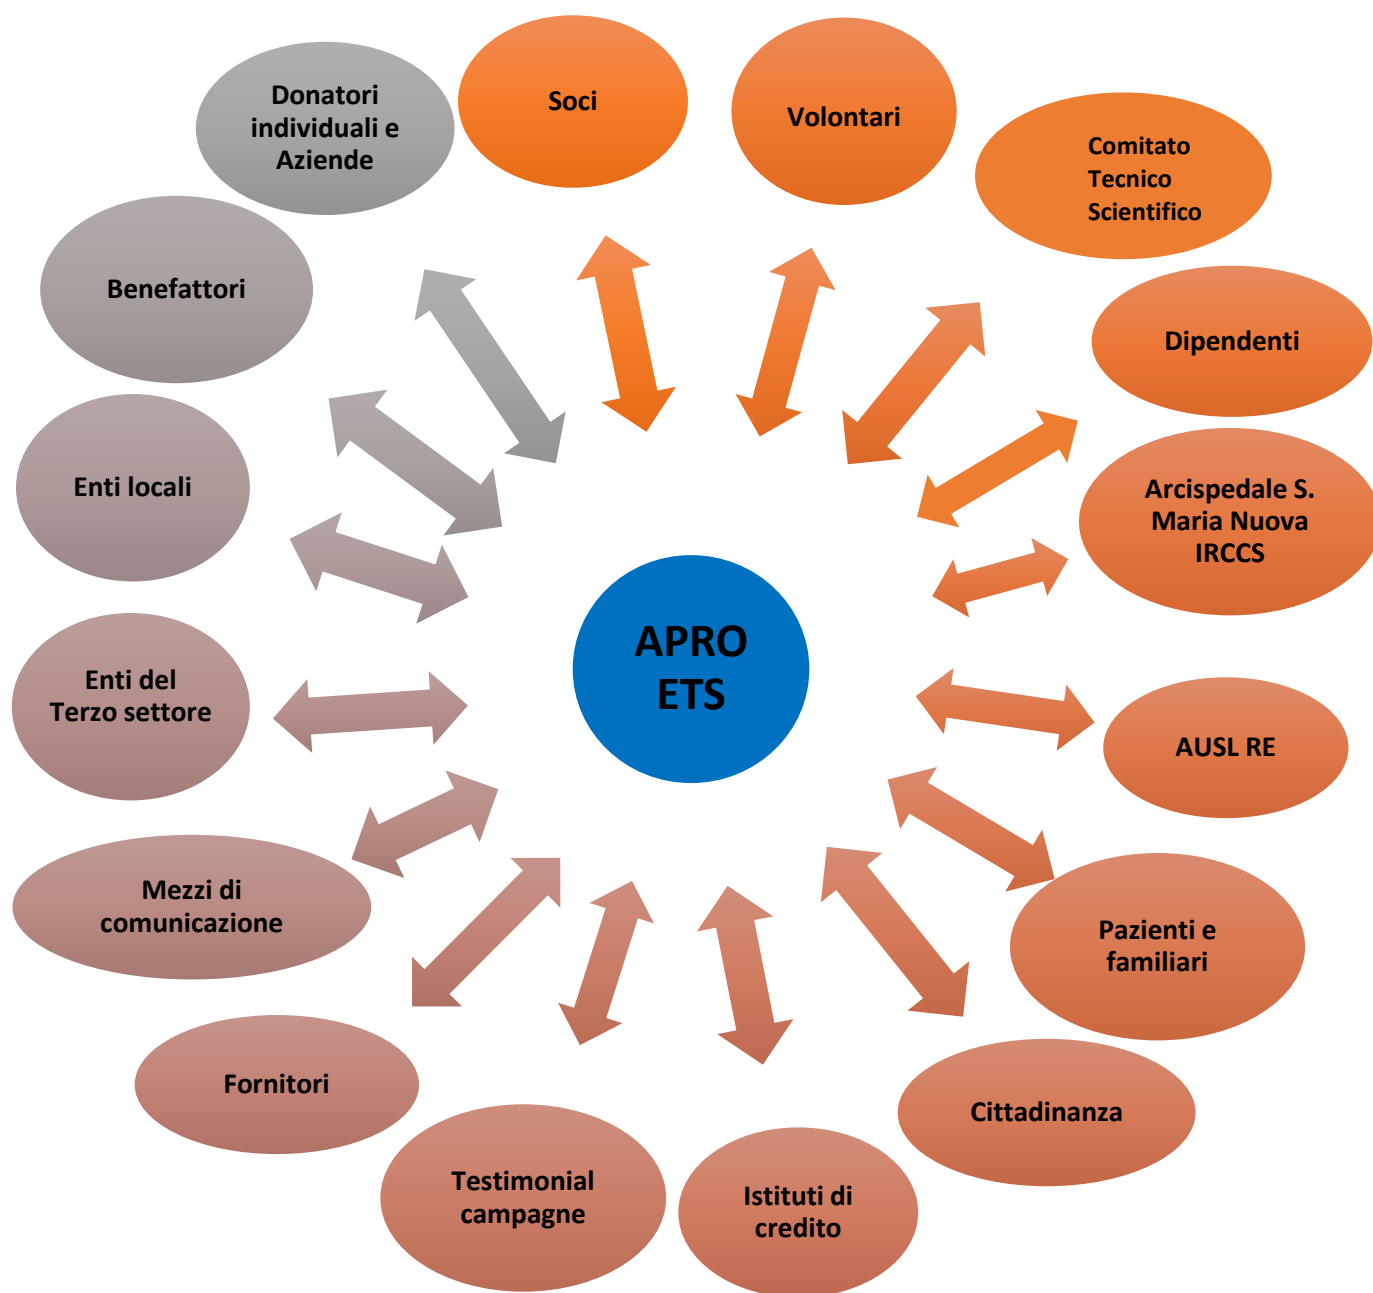 Donatori
individuali e
Aziende
Soci
Volontari
Comitato
Tecnico
Scientifico
Dipendenti
Arcispedale S.
Maria Nuova
IRCCS
AUSL RE
Pazienti e
familiari
Cittadinanza
Istituti di
credito
Testimonial
campagne
Fornitori
Mezzi di
comunicazione
Enti del
Terzo settore
Enti locali
Benefattori
APRO
ETS